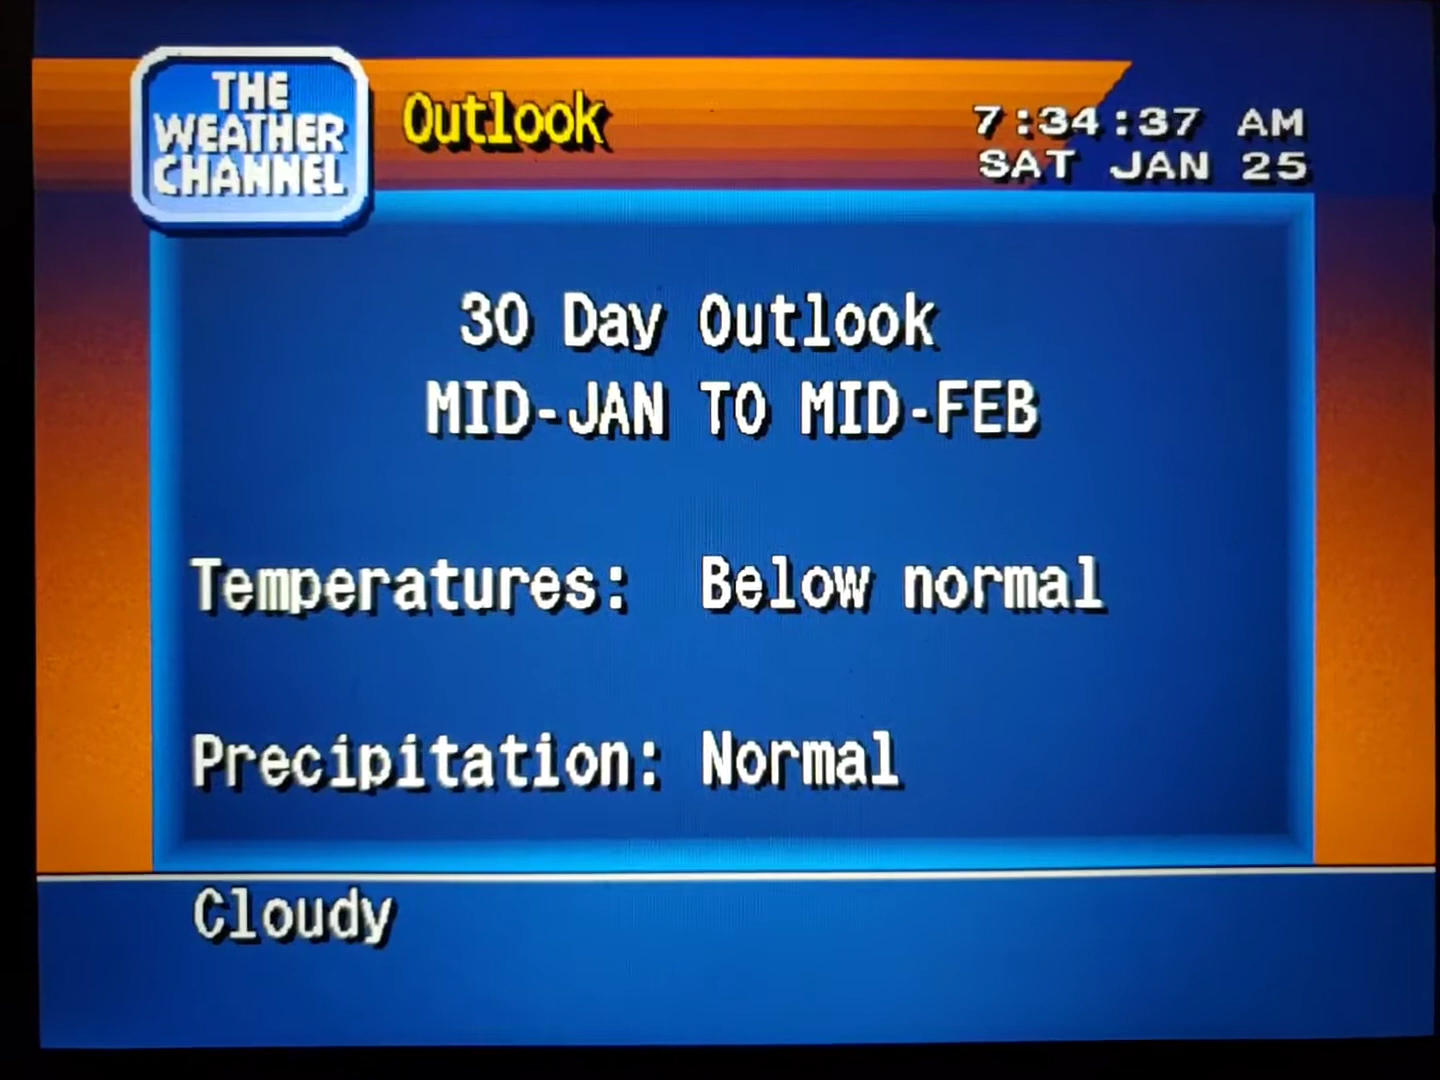 THE
WEATHER
CHANNEL
Outlook
7:34:37 AM
SAT JAN 25
30 Day Outlook
MID-JAN TO MID-FEB
Temperatures: Below normal
Precipitation: Normal
Cloudy